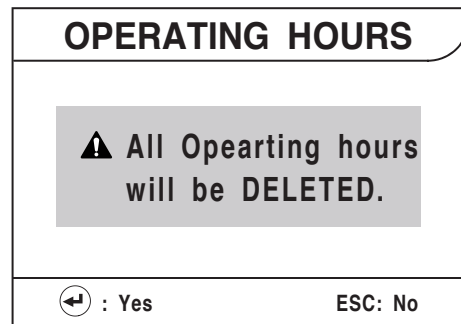 OPERATING HOURS
All Opearting hours
will be DELETED.
: Yes ESC: No